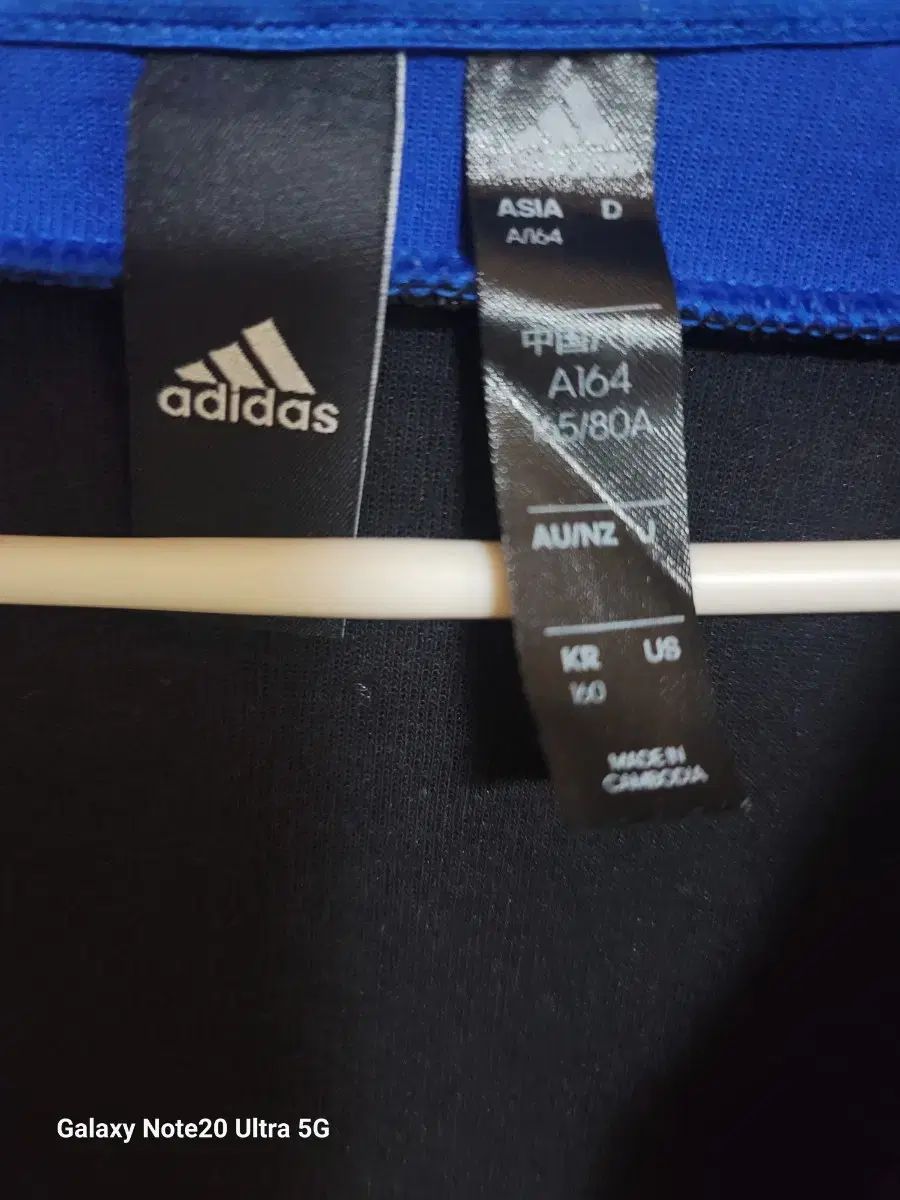 adidas
ASIA D
A/164
中国
A164
165/80A
AU/NZ J
KR US
160
MADE IN
CAMBODIA
Galaxy Note20 Ultra 5G